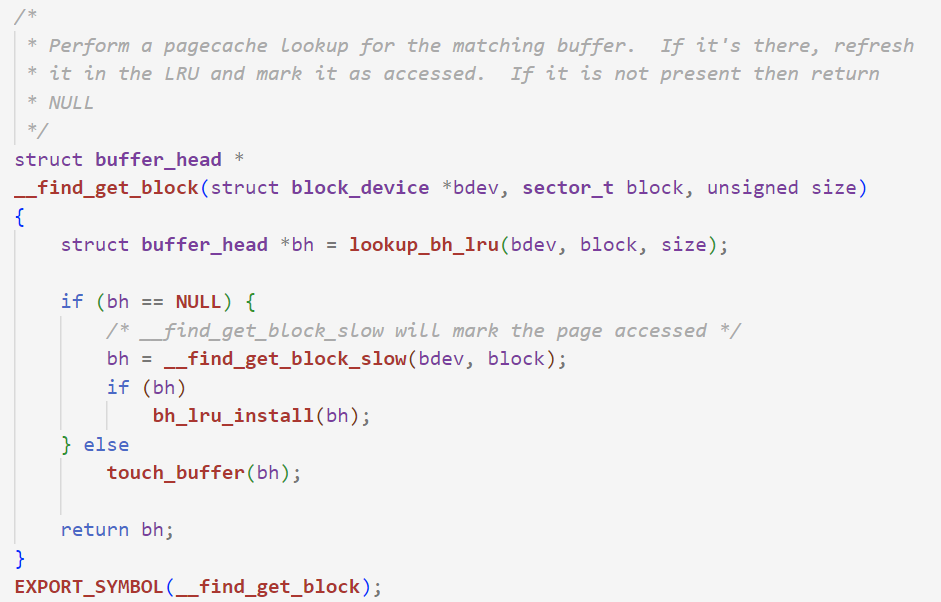 /*
 * Perform a pagecache lookup for the matching buffer.  If it's there, refresh
 * it in the LRU and mark it as accessed.  If it is not present then return
 * NULL
 */
struct buffer_head *
__find_get_block(struct block_device *bdev, sector_t block, unsigned size)
{
    struct buffer_head *bh = lookup_bh_lru(bdev, block, size);

    if (bh == NULL) {
        /* __find_get_block_slow will mark the page accessed */
        bh = __find_get_block_slow(bdev, block);
        if (bh)
            bh_lru_install(bh);
    } else
        touch_buffer(bh);

    return bh;
}
EXPORT_SYMBOL(__find_get_block);